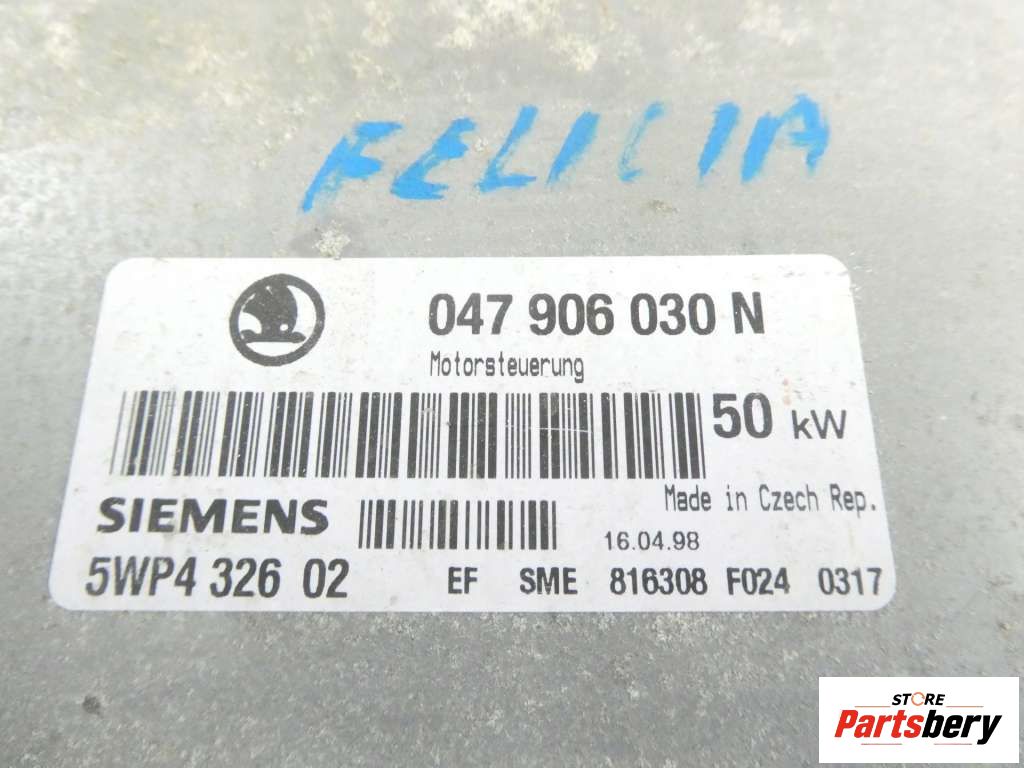 FELICIA
047 906 030 N
Motorsteuerung
50 kW
Made in Czech Rep.
SIEMENS
16.04.98
5WP4 326 02 EF SME 816308 F024 0317
STORE
Partsbery